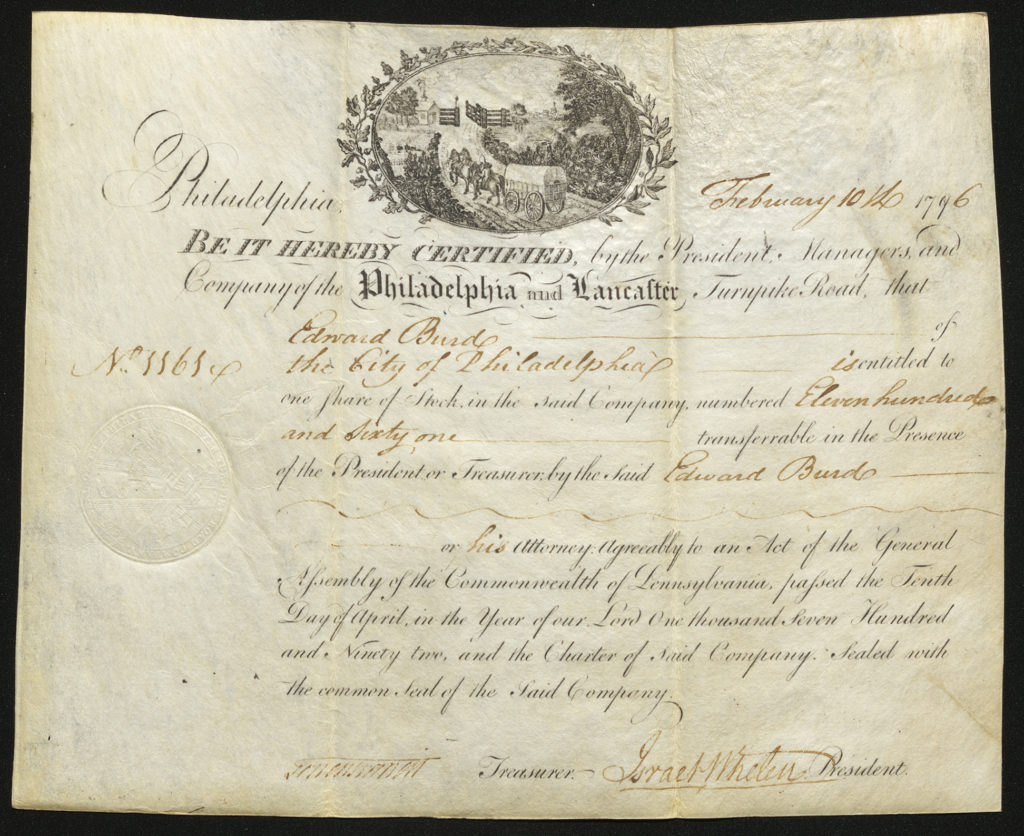 Philadelphia, February 10th 1796
BE IT HEREBY CERTIFIED, by the President, Managers, and
Company of the Philadelphia and Lancaster Turnpike Road, that
Edward Burd of
No. 1161 the City of Philadelphia is entitled to
one Share of Stock, in the said Company, numbered Eleven hundred
and sixty one transferrable in the Presence
of the President or Treasurer, by the Said Edward Burd
or his Attorney. Agreeably to an Act of the General
Assembly of the Commonwealth of Pennsylvania, passed the Tenth
Day of April, in the Year of our Lord One thousand Seven Hundred
and Ninety two, and the Charter of said Company. Sealed with
the common Seal of the Said Company.
Treasurer. Israel Whelen President.